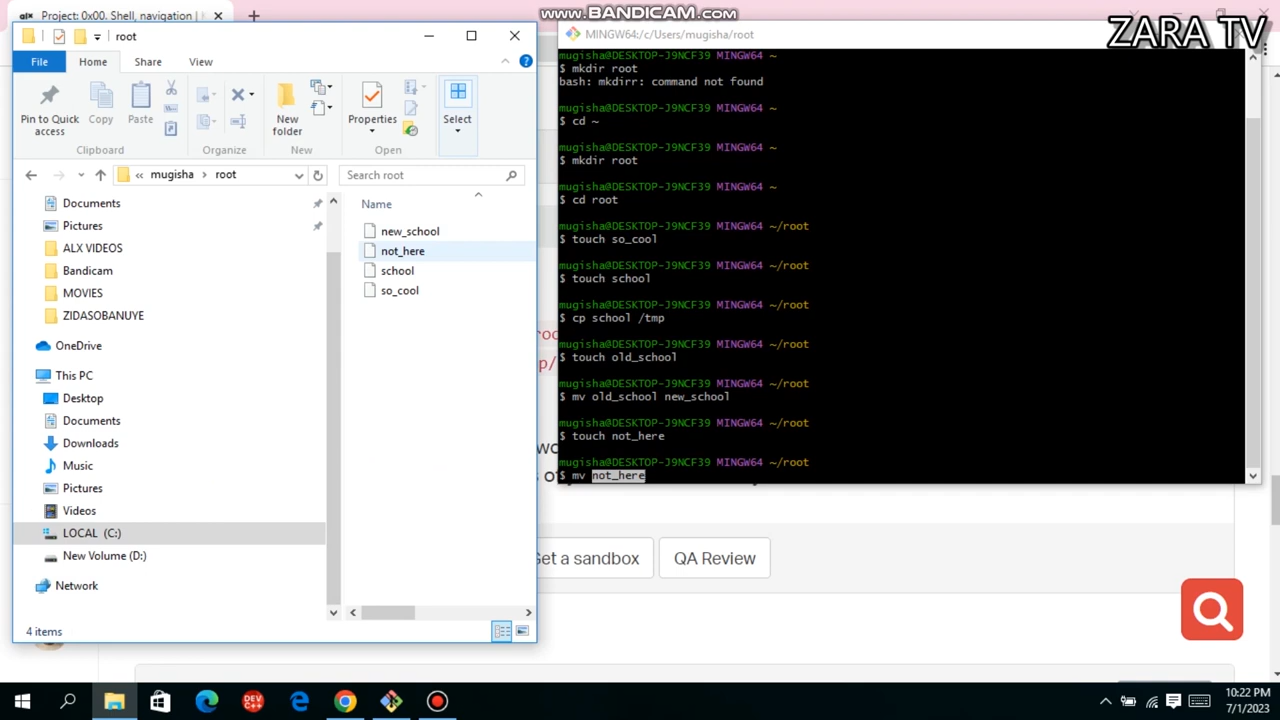 Project: 0x00. Shell, navigation | K
www.BANDICAM.com
ZARA TV
root
File
Home
Share
View
Pin to Quick access
Copy
Paste
New folder
Properties
Select
Clipboard
Organize
New
Open
mugisha
root
Search root
Documents
Pictures
ALX VIDEOS
Bandicam
MOVIES
ZIDASOBANUYE
OneDrive
This PC
Desktop
Documents
Downloads
Music
Pictures
Videos
LOCAL (C:)
New Volume (D:)
Network
4 items
Name
new_school
not_here
school
so_cool
MINGW64:/c/Users/mugisha/root
mugisha@DESKTOP-J9NCF39 MINGW64 ~
$ mkdir root
bash: mkdirr: command not found
mugisha@DESKTOP-J9NCF39 MINGW64 ~
$ cd ~
mugisha@DESKTOP-J9NCF39 MINGW64 ~
$ mkdir root
mugisha@DESKTOP-J9NCF39 MINGW64 ~
$ cd root
mugisha@DESKTOP-J9NCF39 MINGW64 ~/root
$ touch so_cool
mugisha@DESKTOP-J9NCF39 MINGW64 ~/root
$ touch school
mugisha@DESKTOP-J9NCF39 MINGW64 ~/root
$ cp school /tmp
mugisha@DESKTOP-J9NCF39 MINGW64 ~/root
$ touch old_school
mugisha@DESKTOP-J9NCF39 MINGW64 ~/root
$ mv old_school new_school
mugisha@DESKTOP-J9NCF39 MINGW64 ~/root
$ touch not_here
mugisha@DESKTOP-J9NCF39 MINGW64 ~/root
$ mv not_here
Get a sandbox
QA Review
10:22 PM
7/1/2023